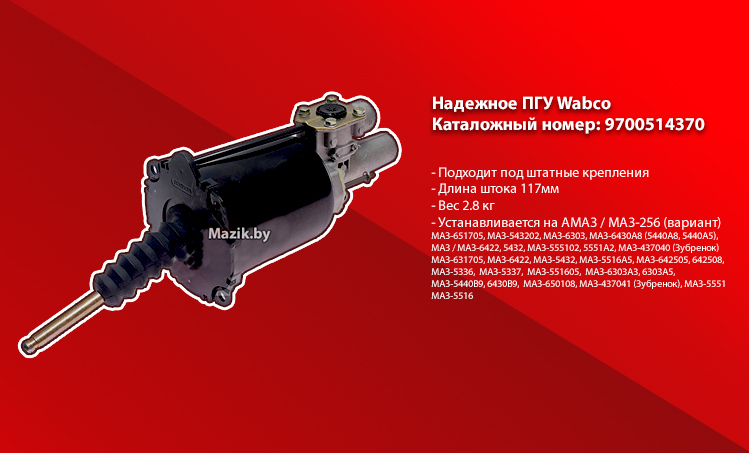 Надежное ПГУ Wabco
Каталожный номер: 9700514370
- Подходит под штатные крепления
- Длина штока 117мм
- Вес 2.8 кг
- Устанавливается на АМАЗ / МАЗ-256 (вариант)
МАЗ-651705, МАЗ-543202, МАЗ-6303, МАЗ-6430А8 (5440А8, 5440А5),
МАЗ / МАЗ-6422, 5432, МАЗ-555102, 5551А2, МАЗ-437040 (Зубренок)
МАЗ-631705, МАЗ-6422, МАЗ-5432, МАЗ-5516А5, МАЗ-642505, 642508,
МАЗ-5336, МАЗ-5337, МАЗ-551605, МАЗ-6303А3, 6303А5,
МАЗ-5440В9, 6430В9, МАЗ-650108, МАЗ-437041 (Зубренок), МАЗ-5551
МАЗ-5516
Mazik.by